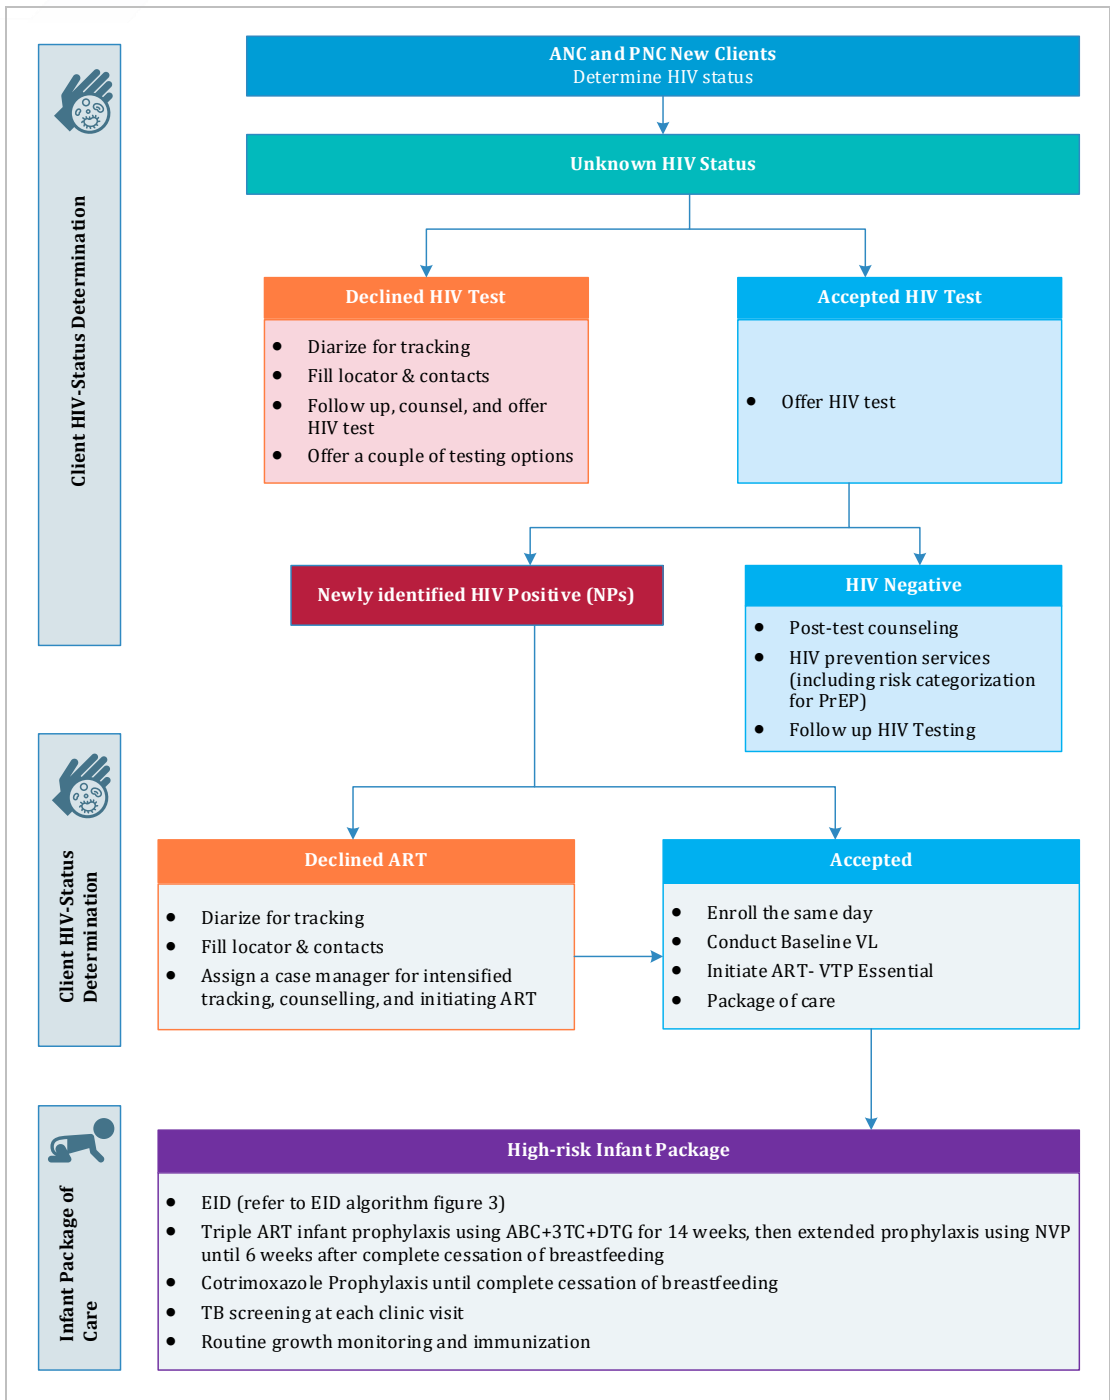 ANC and PNC New Clients
Determine HIV status
Unknown HIV Status
Client HIV-Status Determination
Declined HIV Test
• Diarize for tracking
• Fill locator & contacts
• Follow up, counsel, and offer
HIV test
• Offer a couple of testing options
Accepted HIV Test
• Offer HIV test
Newly identified HIV Positive (NPs)
HIV Negative
• Post-test counseling
• HIV prevention services
(including risk categorization
for PrEP)
• Follow up HIV Testing
Client HIV-Status
Determination
Declined ART
• Diarize for tracking
• Fill locator & contacts
• Assign a case manager for intensified
tracking, counselling, and initiating ART
Accepted
• Enroll the same day
• Conduct Baseline VL
• Initiate ART- VTP Essential
• Package of care
Infant Package of
Care
High-risk Infant Package
• EID (refer to EID algorithm figure 3)
• Triple ART infant prophylaxis using ABC+3TC+DTG for 14 weeks, then extended prophylaxis using NVP
until 6 weeks after complete cessation of breastfeeding
• Cotrimoxazole Prophylaxis until complete cessation of breastfeeding
• TB screening at each clinic visit
• Routine growth monitoring and immunization